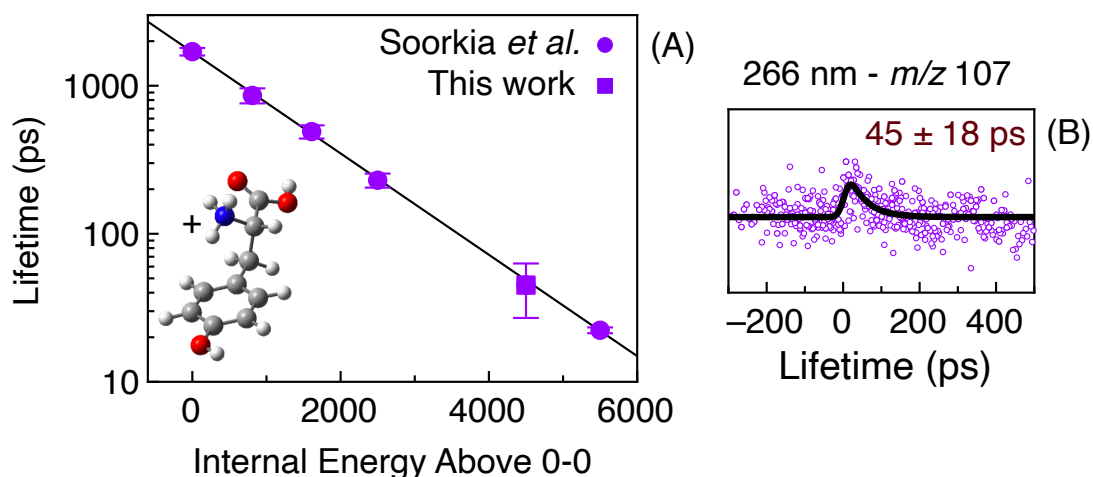 Soorkia et al.
This work
(A)
Lifetime (ps)
1000
100
10
+
0
2000
4000
6000
Internal Energy Above 0-0
266 nm - m/z 107
45 ± 18 ps
(B)
−200
0
200
400
Lifetime (ps)